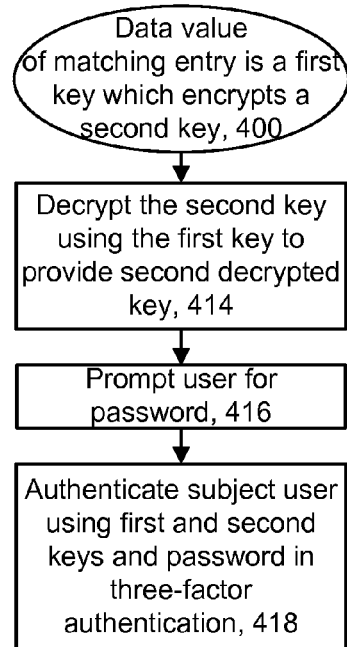 Data value
of matching entry is a first
key which encrypts a
second key, 400
Decrypt the second key
using the first key to
provide second decrypted
key, 414
Prompt user for
password, 416
Authenticate subject user
using first and second
keys and password in
three-factor
authentication, 418